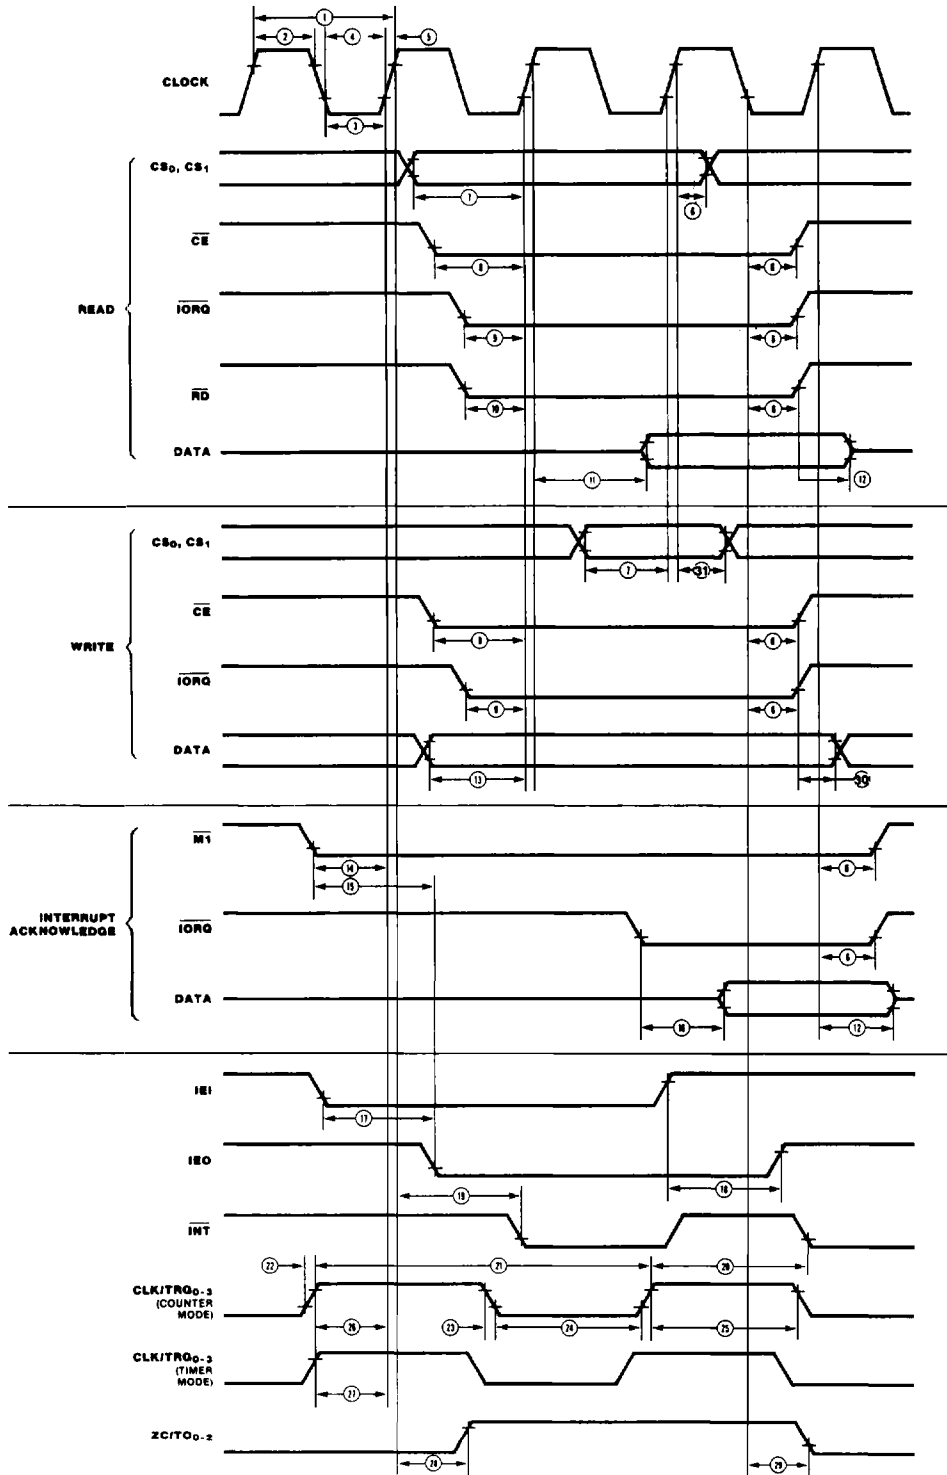 1
2 4 5
CLOCK
3
CS0, CS1
7 6
CE
8 6
READ
IORQ
9 6
RD
10 6
DATA
11 12
CS0, CS1
7 31
CE
8 6
WRITE
IORQ
9 6
DATA
13 30
M1
14 6
15
INTERRUPT
ACKNOWLEDGE
IORQ
6
DATA
16 12
IEI
17
IEO
19 18
INT
22 21 20
CLK/TRG0-3
(COUNTER
MODE)
26 23 24 25
CLK/TRG0-3
(TIMER
MODE)
27
ZC/TO0-2
28 29